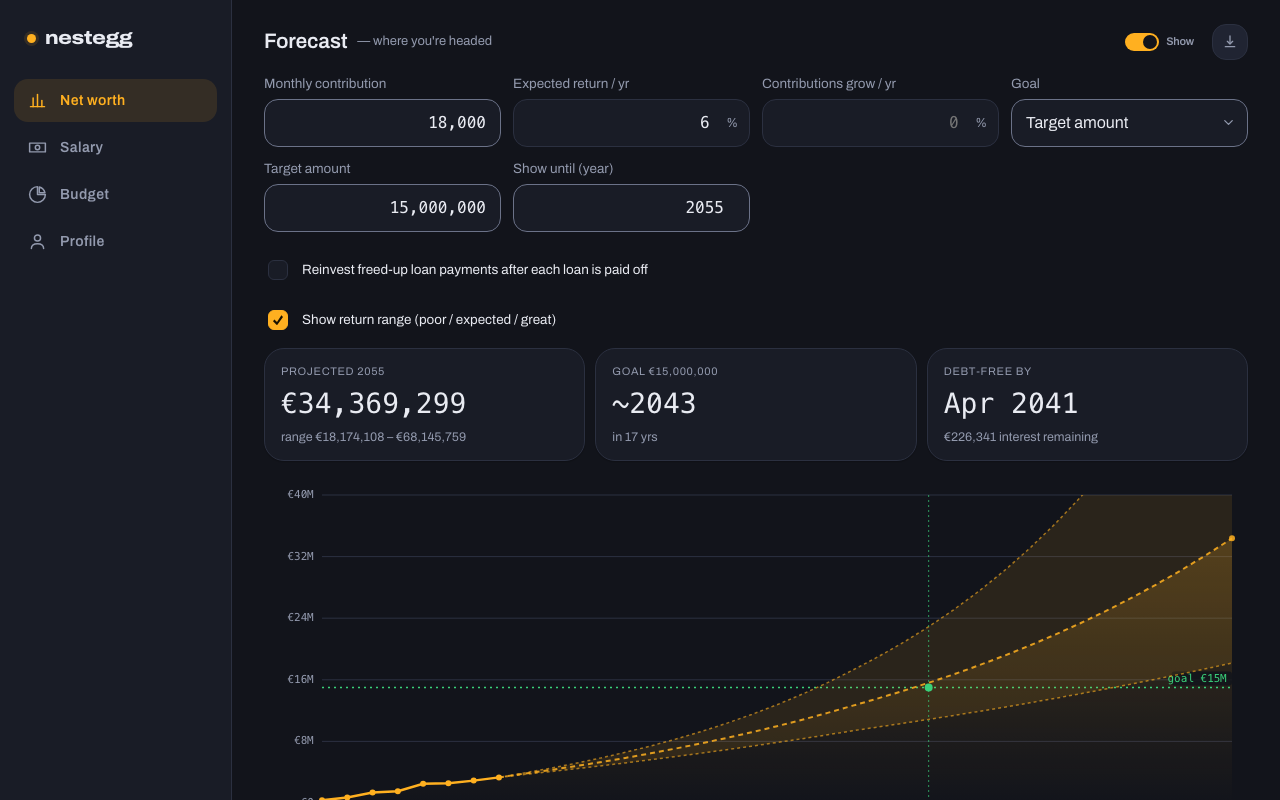 nestegg
Net worth
Salary
Budget
Profile
Forecast — where you're headed
Show
Monthly contribution
18,000
Expected return / yr
6 %
Contributions grow / yr
0 %
Goal
Target amount
Target amount
15,000,000
Show until (year)
2055
Reinvest freed-up loan payments after each loan is paid off
Show return range (poor / expected / great)
PROJECTED 2055
€34,369,299
range €18,174,108 – €68,145,759
GOAL €15,000,000
~2043
in 17 yrs
DEBT-FREE BY
Apr 2041
€226,341 interest remaining
€40M
€32M
€24M
€16M
goal €15M
€8M